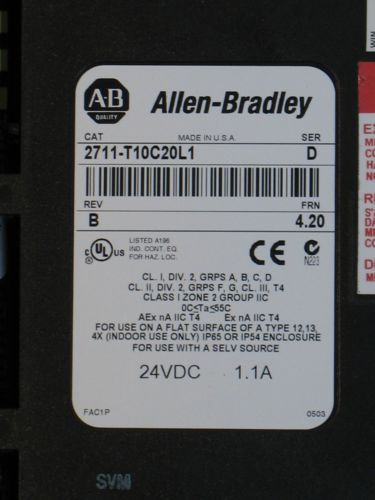 WIN
AB
QUALITY
Allen-Bradley
CAT MADE IN U.S.A. SER
2711-T10C20L1 D
REV FRN
B 4.20
c UL us LISTED A196
IND. CONT. EQ.
FOR HAZ. LOC.
CE N223
CL. I, DIV. 2, GRPS A, B, C, D
CL. II, DIV. 2, GRPS F, G, CL. III, T4
CLASS I ZONE 2 GROUP IIC
0C≤Ta≤55C
AEx nA IIC T4 Ex nA IIC T4
FOR USE ON A FLAT SURFACE OF A TYPE 12,13,
4X (INDOOR USE ONLY) IP65 OR IP54 ENCLOSURE
FOR USE WITH A SELV SOURCE
24VDC 1.1A
FAC1P 0503
SVM